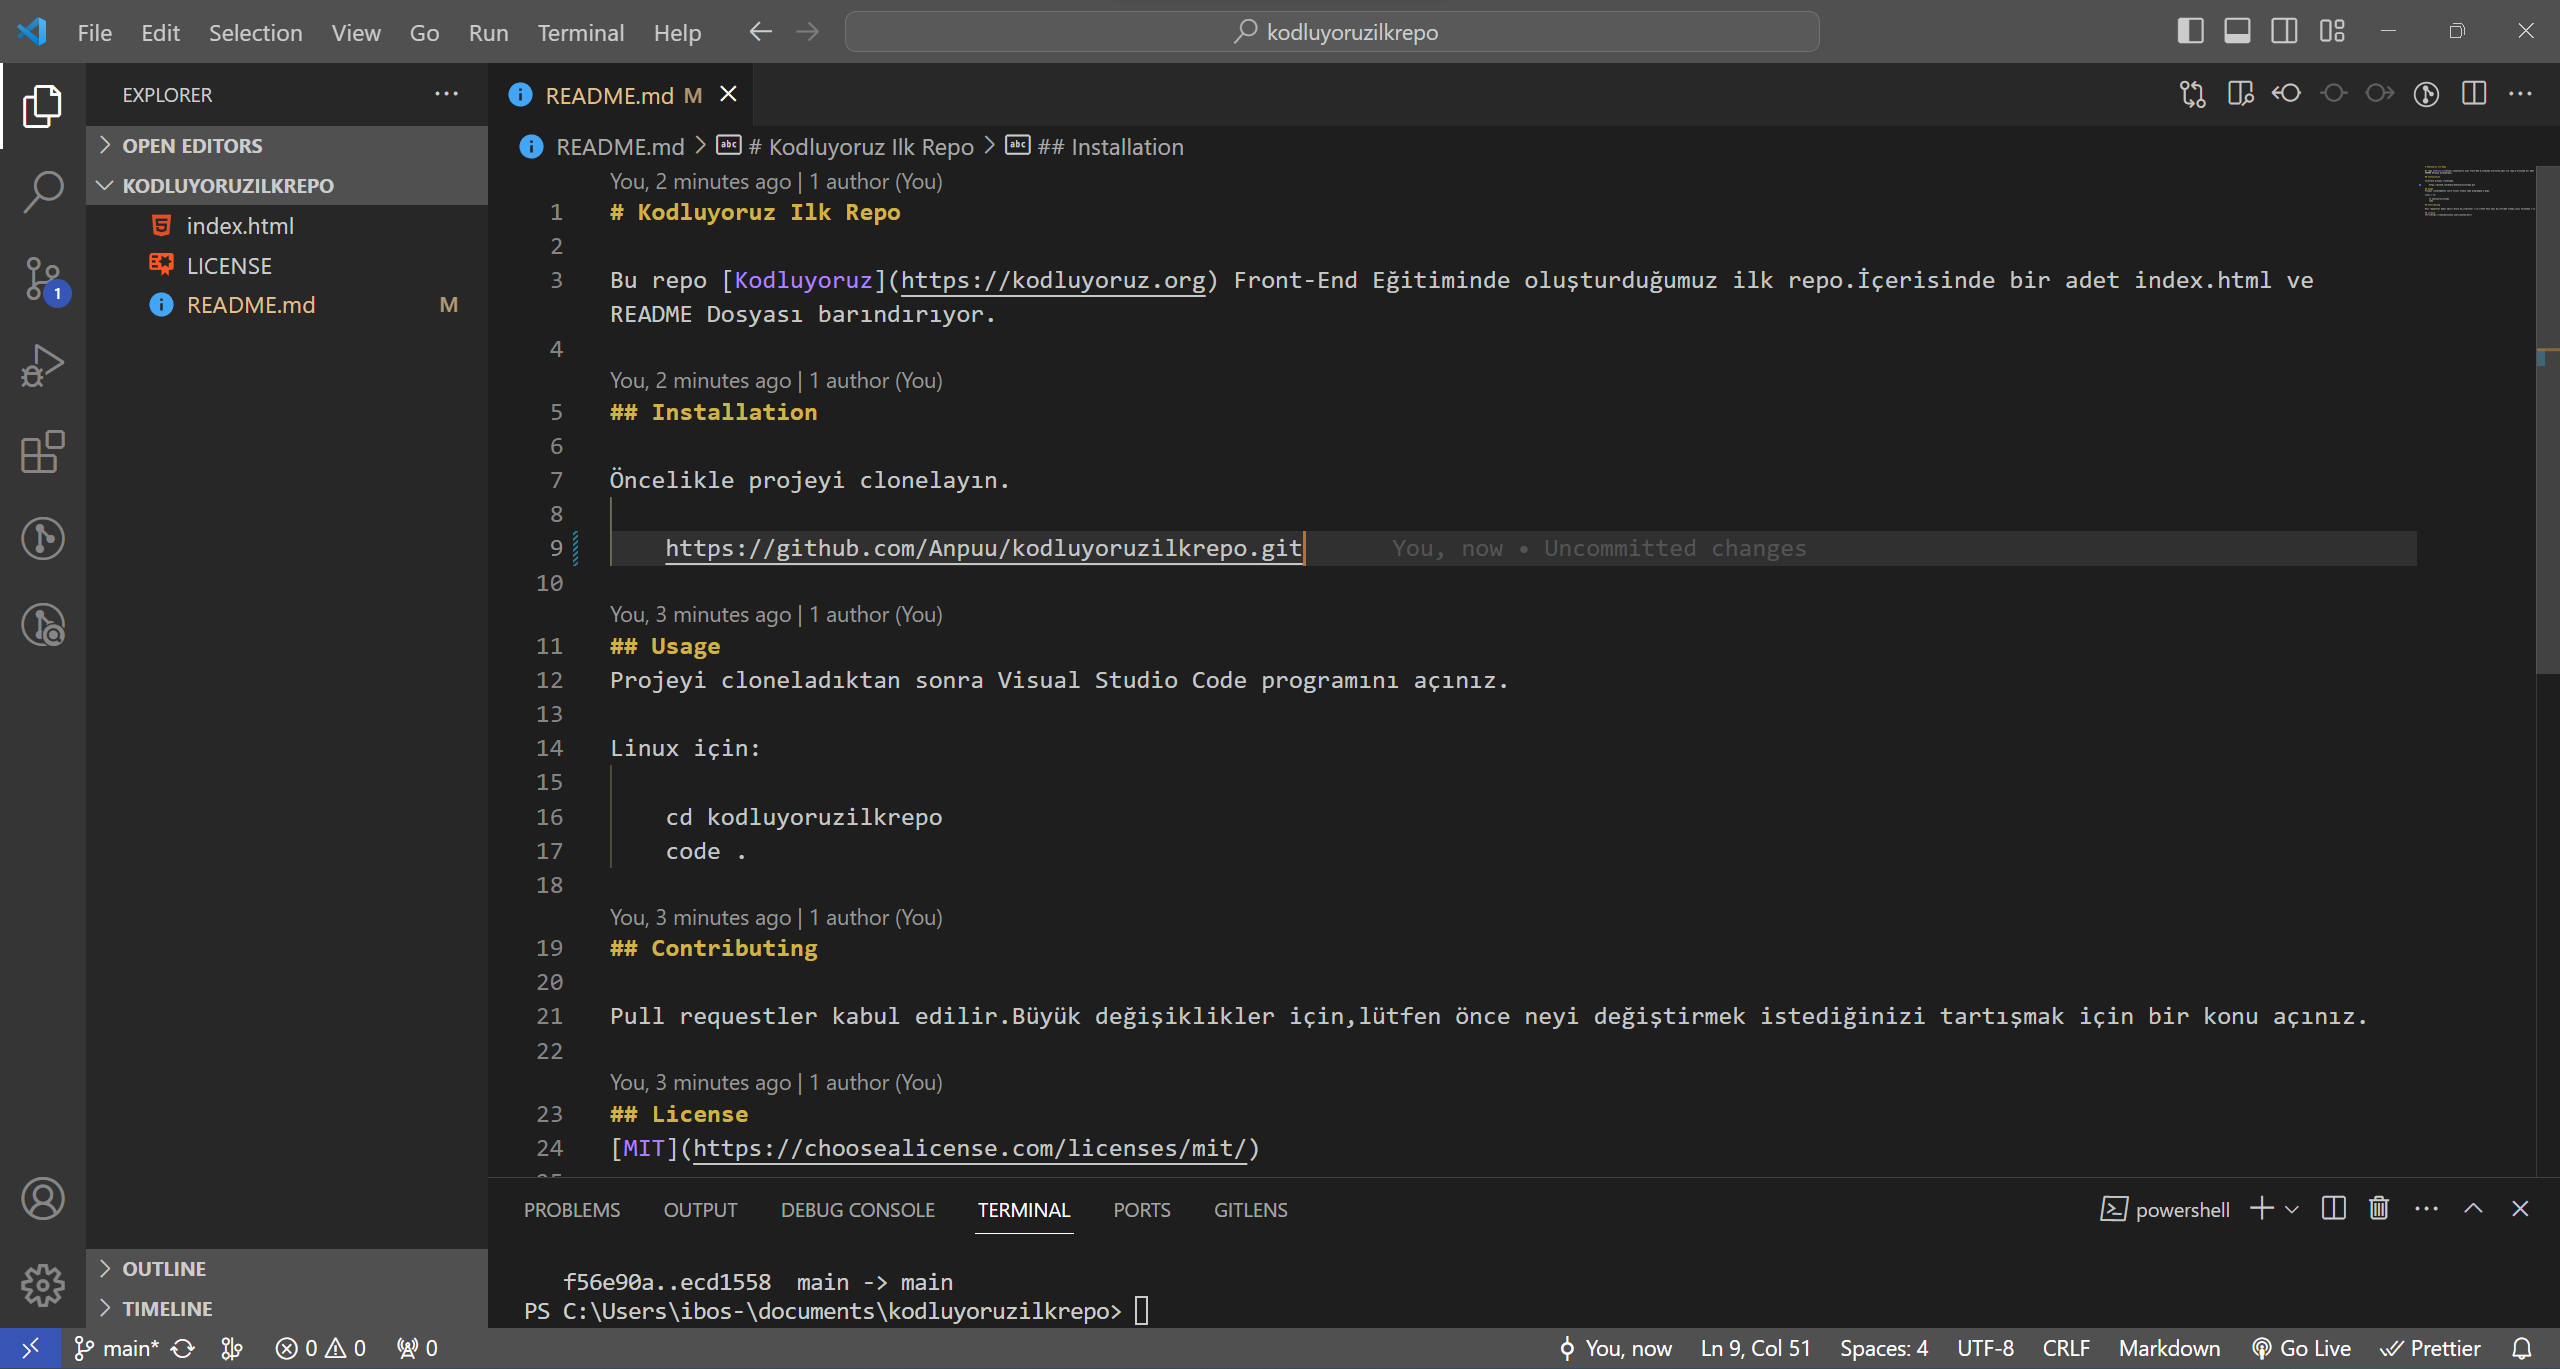 File Edit Selection View Go Run Terminal Help kodluyoruzilkrepo
EXPLORER
OPEN EDITORS
KODLUYORUZILKREPO
index.html
LICENSE
README.md M
OUTLINE
TIMELINE
README.md M
README.md > # Kodluyoruz Ilk Repo > ## Installation
You, 2 minutes ago | 1 author (You)
1 # Kodluyoruz Ilk Repo
2
3 Bu repo [Kodluyoruz](https://kodluyoruz.org) Front-End Eğitiminde oluşturduğumuz ilk repo.İçerisinde bir adet index.html ve
README Dosyası barındırıyor.
4
You, 2 minutes ago | 1 author (You)
5 ## Installation
6
7 Öncelikle projeyi clonelayın.
8
9 https://github.com/Anpuu/kodluyoruzilkrepo.git You, now • Uncommitted changes
10
You, 3 minutes ago | 1 author (You)
11 ## Usage
12 Projeyi cloneladıktan sonra Visual Studio Code programını açınız.
13
14 Linux için:
15
16 cd kodluyoruzilkrepo
17 code .
18
You, 3 minutes ago | 1 author (You)
19 ## Contributing
20
21 Pull requestler kabul edilir.Büyük değişiklikler için,lütfen önce neyi değiştirmek istediğinizi tartışmak için bir konu açınız.
22
You, 3 minutes ago | 1 author (You)
23 ## License
24 [MIT](https://choosealicense.com/licenses/mit/)
PROBLEMS OUTPUT DEBUG CONSOLE TERMINAL PORTS GITLENS powershell
f56e90a..ecd1558 main -> main
PS C:\Users\ibos-\documents\kodluyoruzilkrepo>
1
main* 0 0 0 You, now Ln 9, Col 51 Spaces: 4 UTF-8 CRLF Markdown Go Live Prettier